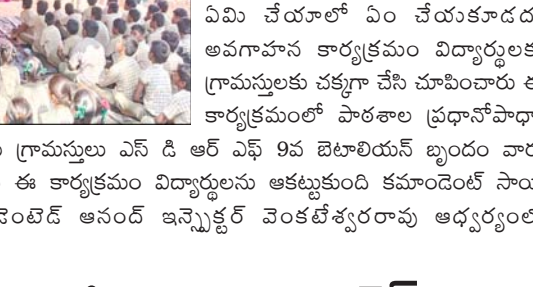 ఏమి చేయాలో ఏం చేయకూడద
అవగాహన కార్యక్రమం విద్యార్థులక
గ్రామస్తులకు చక్కగా చేసి చూపించారు ఈ
కార్యక్రమంలో పాఠశాల ప్రధానోపాధా
గ్రామస్తులు ఎస్ డి ఆర్ ఎఫ్ 9వ బెటాలియన్ బృందం వార
ఈ కార్యక్రమం విద్యార్థులను ఆకట్టుకుంది కమాండెంట్ సాయి
డెంటెడ్ ఆనంద్ ఇన్స్పెక్టర్ వెంకటేశ్వరరావు ఆధ్వర్యంల